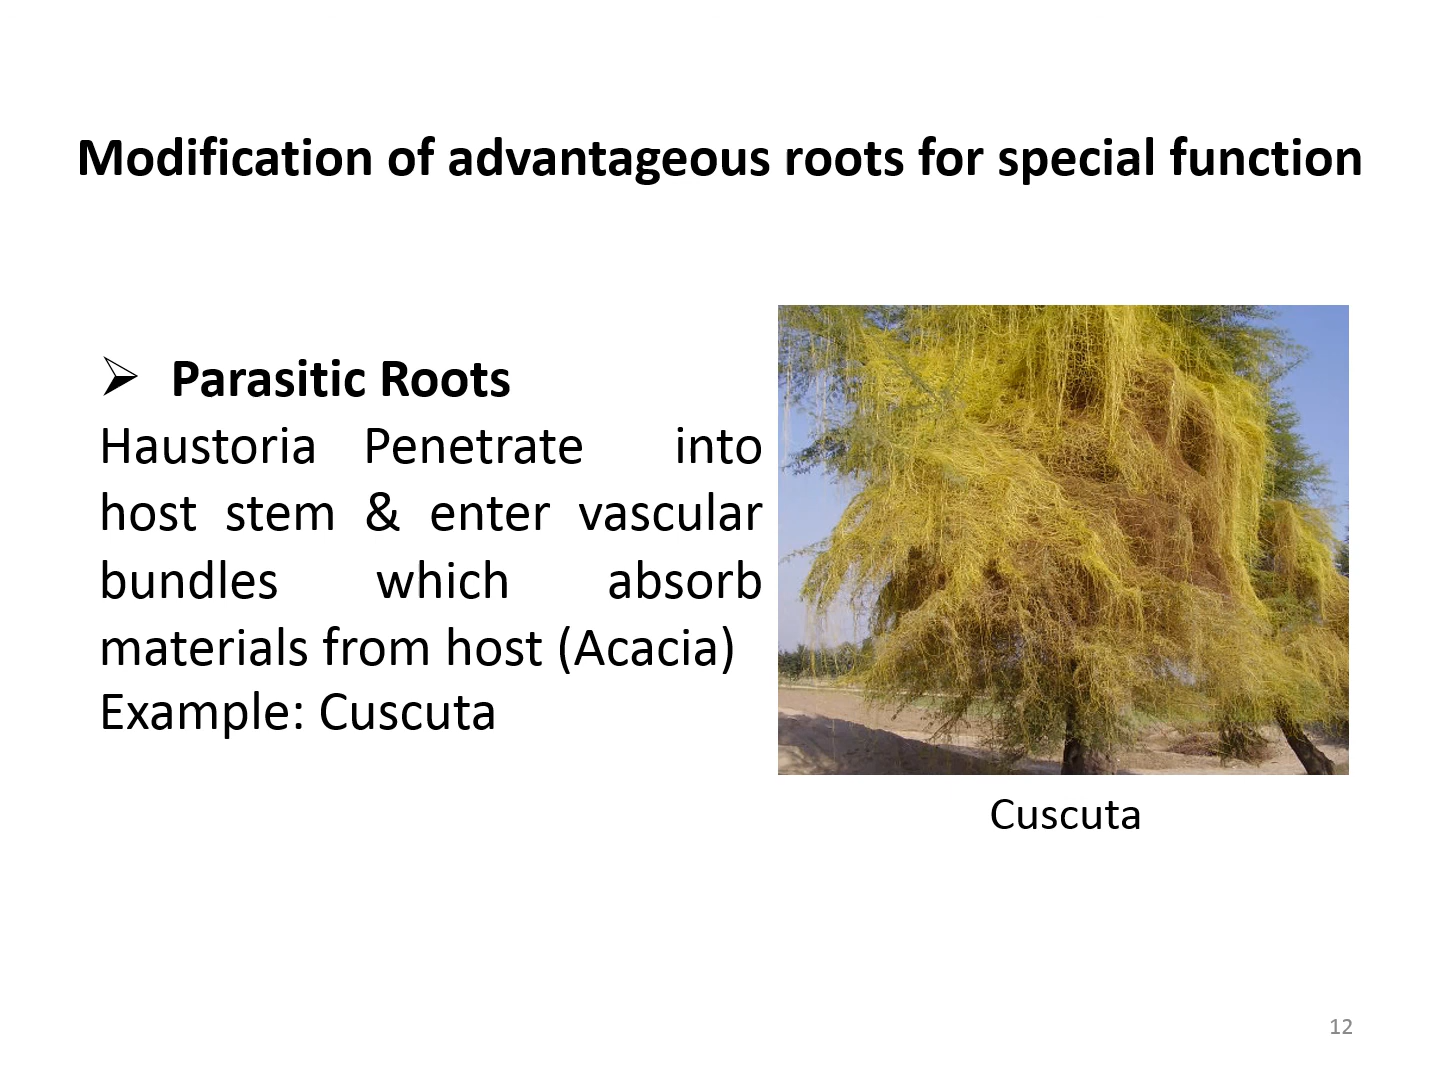 Modification of advantageous roots for special function
➢ Parasitic Roots
Haustoria Penetrate into
host stem & enter vascular
bundles which absorb
materials from host (Acacia)
Example: Cuscuta
Cuscuta
12